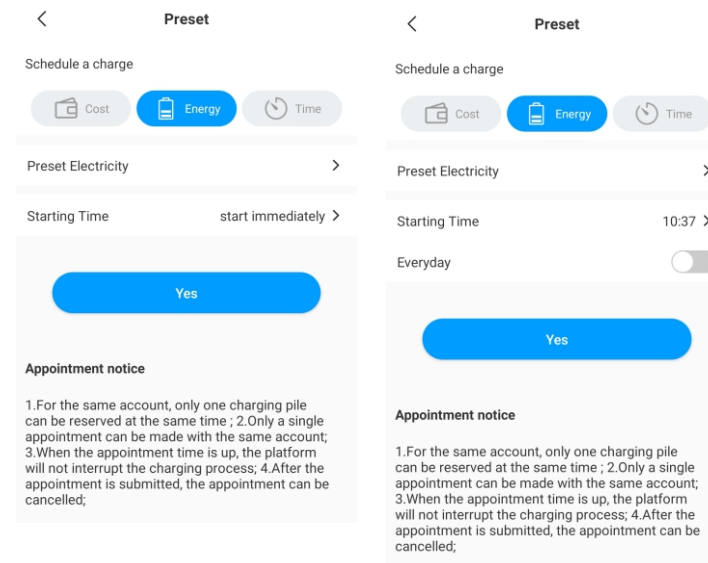 Preset
Schedule a charge
Cost Energy Time
Preset Electricity
Starting Time start immediately
Yes
Appointment notice
1.For the same account, only one charging pile
can be reserved at the same time ; 2.Only a single
appointment can be made with the same account;
3.When the appointment time is up, the platform
will not interrupt the charging process; 4.After the
appointment is submitted, the appointment can be
cancelled;
Preset
Schedule a charge
Cost Energy Time
Preset Electricity
Starting Time 10:37
Everyday
Yes
Appointment notice
1.For the same account, only one charging pile
can be reserved at the same time ; 2.Only a single
appointment can be made with the same account;
3.When the appointment time is up, the platform
will not interrupt the charging process; 4.After the
appointment is submitted, the appointment can be
cancelled;